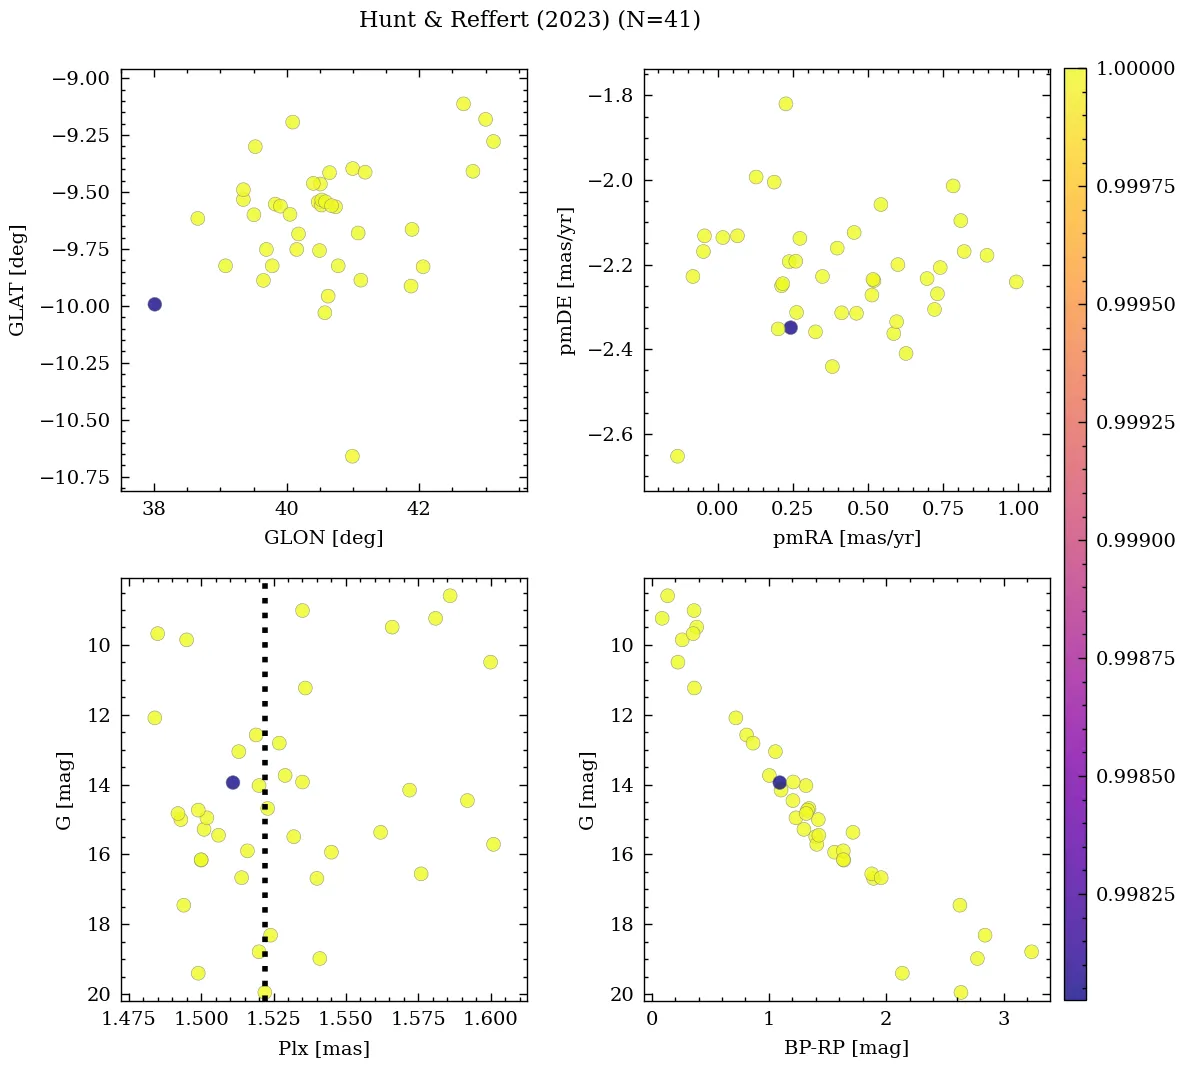 Hunt & Reffert (2023) (N=41)
−9.00
−9.25
−9.50
−9.75
−10.00
−10.25
−10.50
−10.75
GLAT [deg]
38 40 42
GLON [deg]
−1.8
−2.0
−2.2
−2.4
−2.6
pmDE [mas/yr]
0.00 0.25 0.50 0.75 1.00
pmRA [mas/yr]
10
12
14
16
18
20
G [mag]
1.475 1.500 1.525 1.550 1.575 1.600
Plx [mas]
10
12
14
16
18
20
G [mag]
0 1 2 3
BP-RP [mag]
1.00000
0.99975
0.99950
0.99925
0.99900
0.99875
0.99850
0.99825